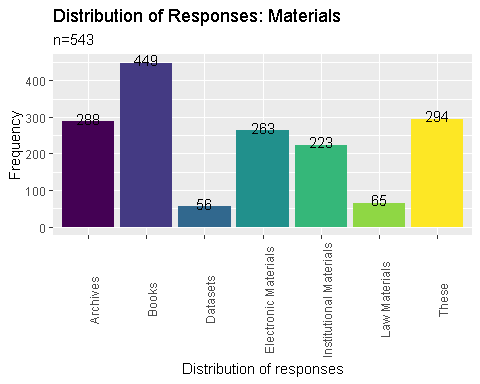 Distribution of Responses: Materials
n=543
Frequency
400
300
200
100
0
288
449
56
263
223
65
294
Archives
Books
Datasets
Electronic Materials
Institutional Materials
Law Materials
These
Distribution of responses